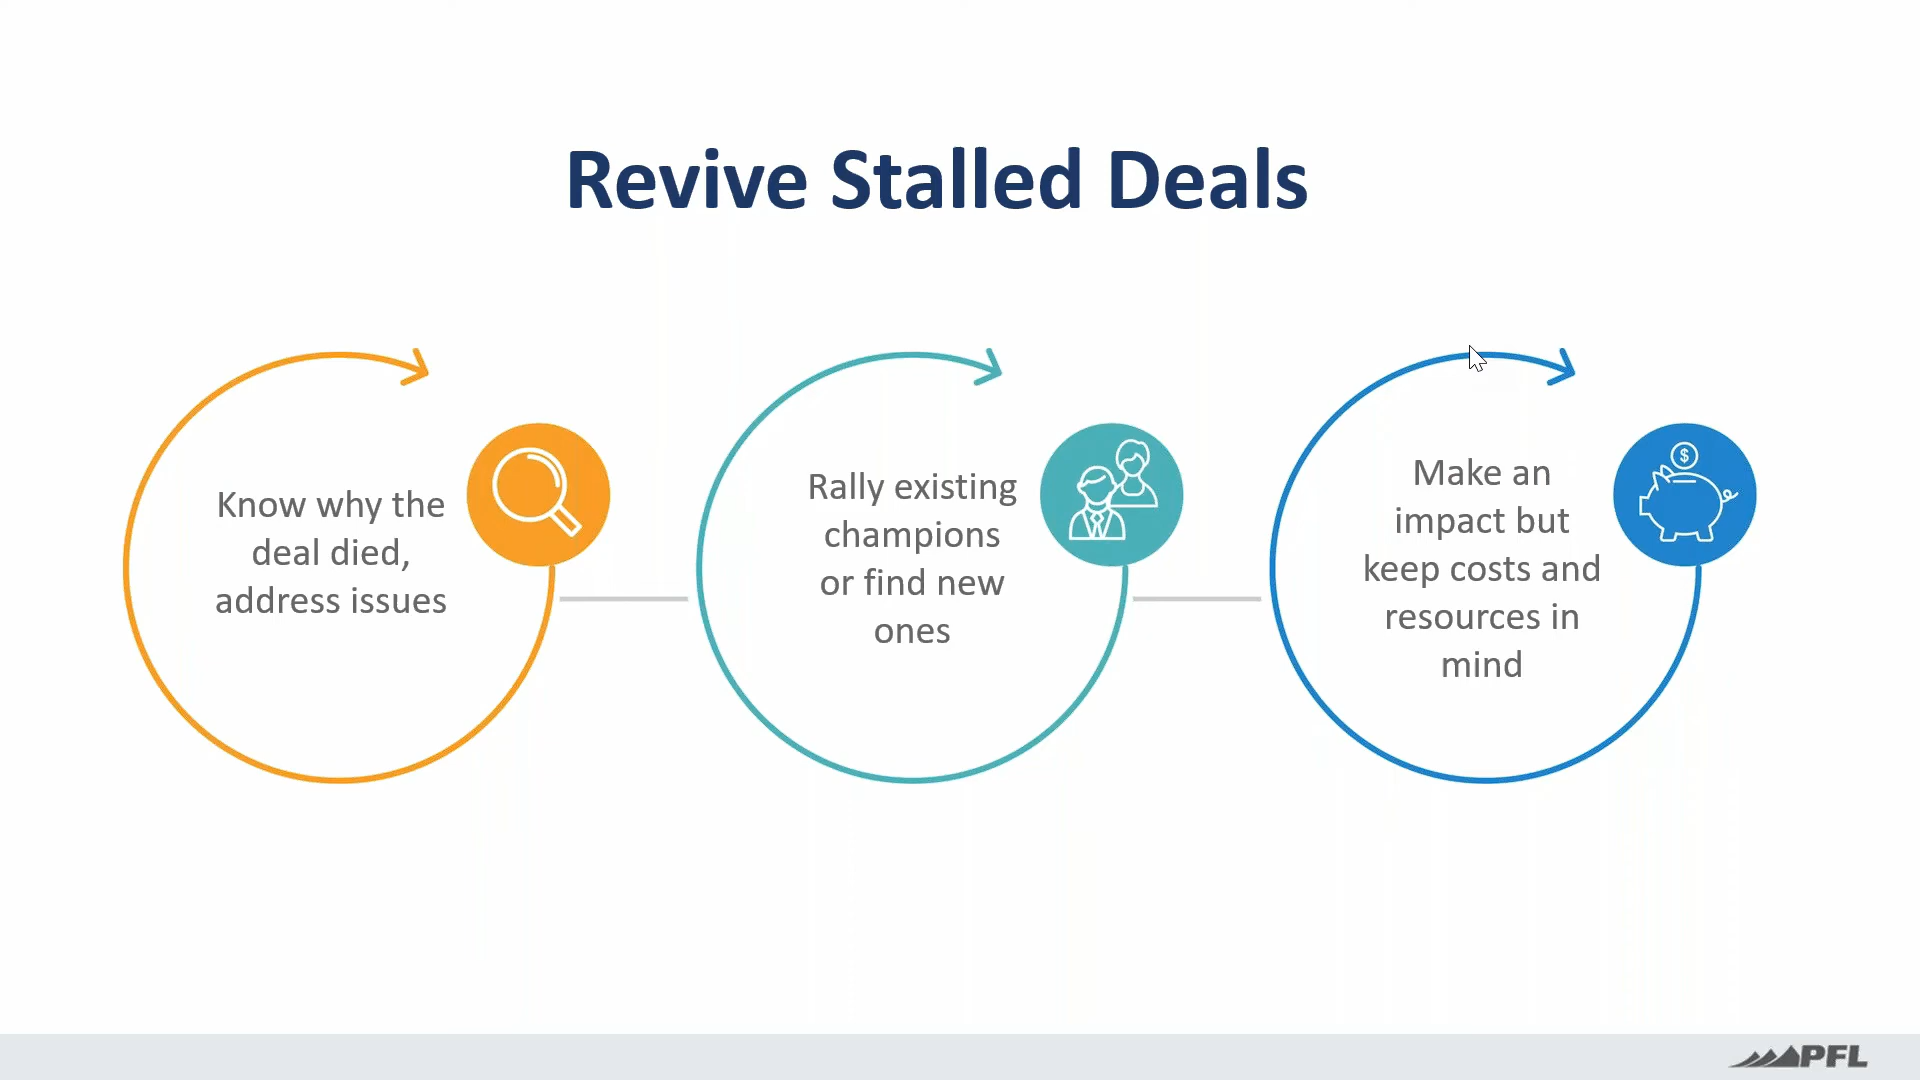 Revive Stalled Deals
Know why the
deal died,
address issues
Rally existing
champions
or find new
ones
Make an
impact but
keep costs and
resources in
mind
$
PFL